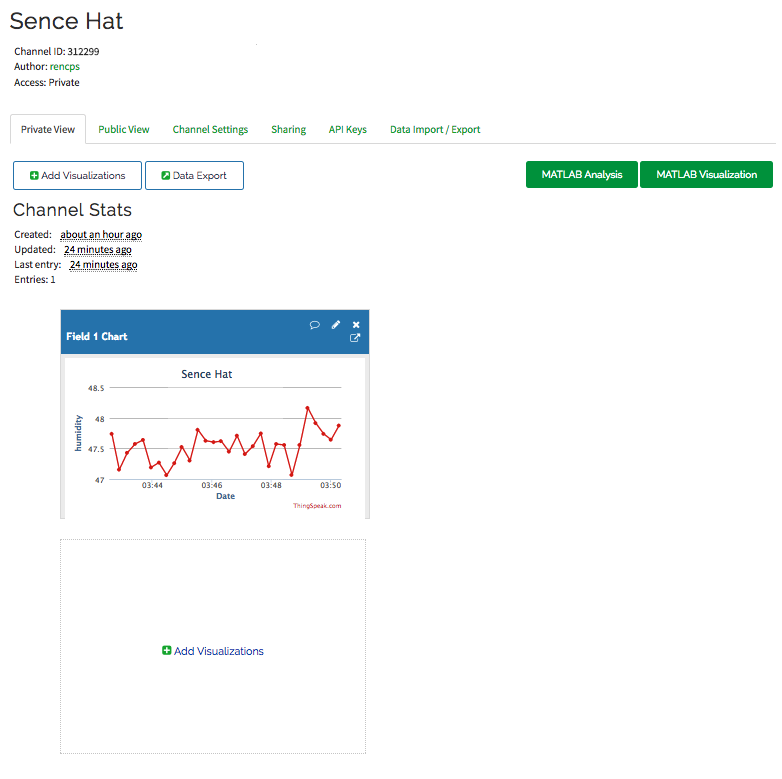 Sence Hat
Channel ID: 312299
Author: rencps
Access: Private
Private View Public View Channel Settings Sharing API Keys Data Import / Export
Add Visualizations Data Export MATLAB Analysis MATLAB Visualization
Channel Stats
Created: about an hour ago
Updated: 24 minutes ago
Last entry: 24 minutes ago
Entries: 1
Field 1 Chart
Sence Hat
48.5
48
47.5
47
humidity
03:44 03:46 03:48 03:50
Date
ThingSpeak.com
Add Visualizations